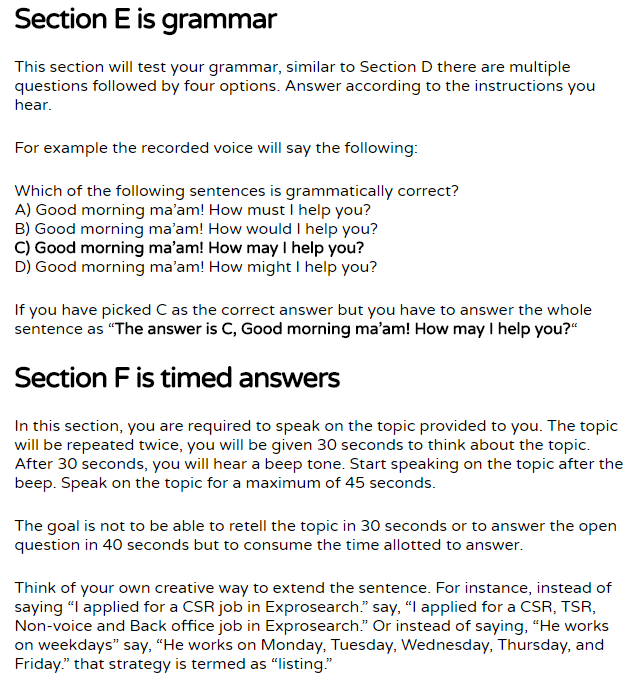 Section E is grammar
This section will test your grammar, similar to Section D there are multiple
questions followed by four options. Answer according to the instructions you
hear.
For example the recorded voice will say the following:
Which of the following sentences is grammatically correct?
A) Good morning ma’am! How must I help you?
B) Good morning ma’am! How would I help you?
C) Good morning ma’am! How may I help you?
D) Good morning ma’am! How might I help you?
If you have picked C as the correct answer but you have to answer the whole
sentence as “The answer is C, Good morning ma’am! How may I help you?“
Section F is timed answers
In this section, you are required to speak on the topic provided to you. The topic
will be repeated twice, you will be given 30 seconds to think about the topic.
After 30 seconds, you will hear a beep tone. Start speaking on the topic after the
beep. Speak on the topic for a maximum of 45 seconds.
The goal is not to be able to retell the topic in 30 seconds or to answer the open
question in 40 seconds but to consume the time allotted to answer.
Think of your own creative way to extend the sentence. For instance, instead of
saying “I applied for a CSR job in Exprosearch.” say, “I applied for a CSR, TSR,
Non-voice and Back office job in Exprosearch.” Or instead of saying, “He works
on weekdays” say, “He works on Monday, Tuesday, Wednesday, Thursday, and
Friday.” that strategy is termed as “listing.”